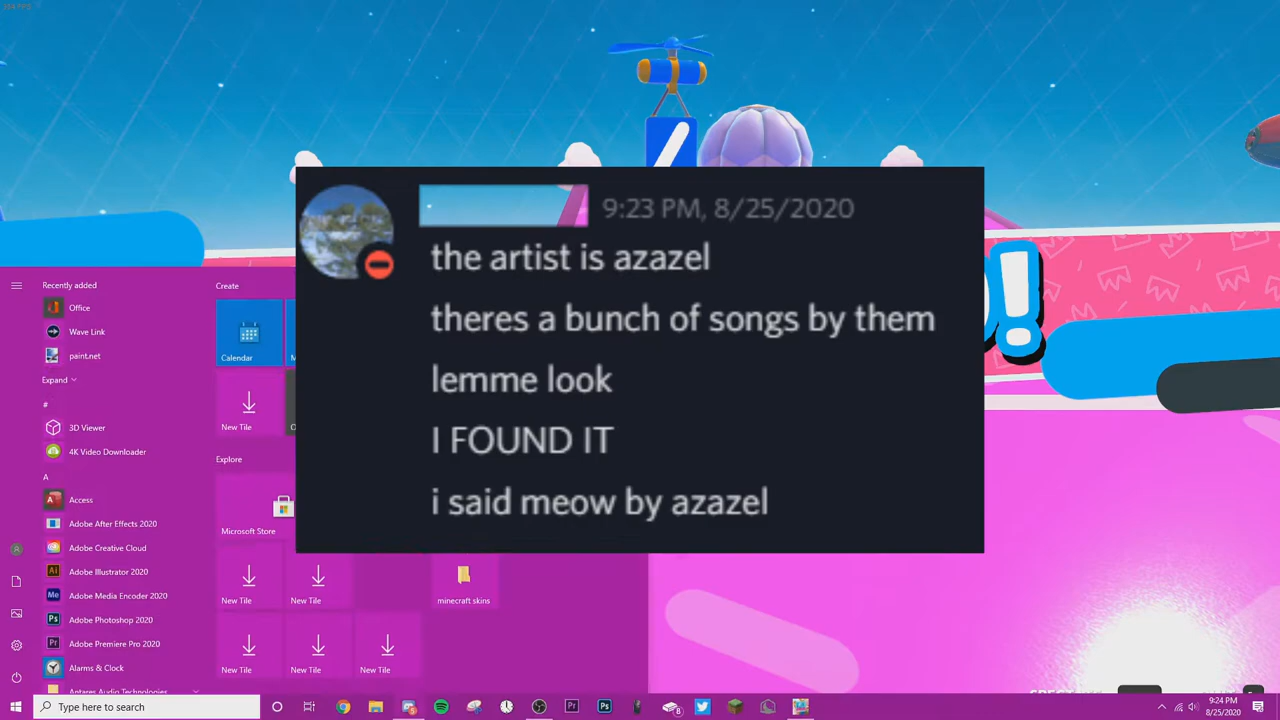 9:23 PM, 8/25/2020
the artist is azazel
theres a bunch of songs by them
lemme look
I FOUND IT
i said meow by azazel
Recently added
Office
Wave Link
paint.net
Expand
#
3D Viewer
4K Video Downloader
A
Access
Adobe After Effects 2020
Adobe Creative Cloud
Adobe Illustrator 2020
Adobe Media Encoder 2020
Adobe Photoshop 2020
Adobe Premiere Pro 2020
Alarms & Clock
Antares Audio Technologies
Create
Calendar
New Tile
Explore
Microsoft Store
New Tile
New Tile
minecraft skins
New Tile
New Tile
New Tile
Type here to search
9:24 PM
8/25/2020